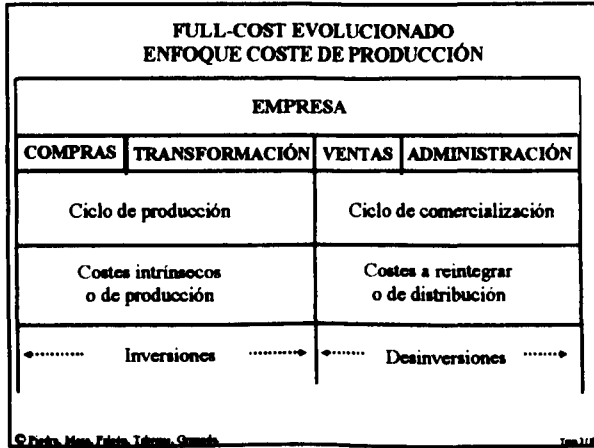 FULL-COST EVOLUCIONADO
ENFOQUE COSTE DE PRODUCCIÓN
EMPRESA
COMPRAS TRANSFORMACIÓN VENTAS ADMINISTRACIÓN
Ciclo de producción Ciclo de comercialización
Costes intrínsecos Costes a reintegrar
o de producción o de distribución
Inversiones Desinversiones
©